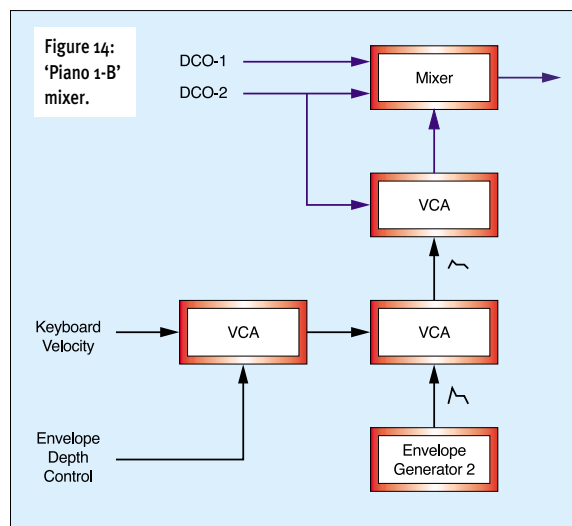 Figure 14:
‘Piano 1-B’
mixer.
DCO-1
DCO-2
Mixer
VCA
Keyboard
Velocity
VCA
VCA
Envelope
Depth
Control
Envelope
Generator 2